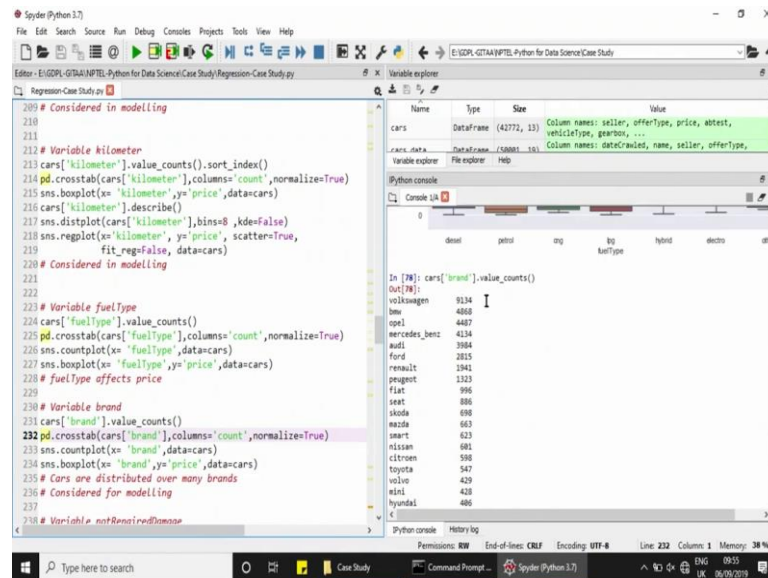 Spyder (Python 3.7)
File Edit Search Source Run Debug Consoles Projects Tools View Help
E:\GDPL-GITAA\NPTEL-Python for Data Science\Case Study
Editor - E:\GDPL-GITAA\NPTEL-Python for Data Science\Case Study\Regression-Case Study.py
Regression-Case Study.py
209 # Considered in modelling
210
211
212 # Variable kilometer
213 cars['kilometer'].value_counts().sort_index()
214 pd.crosstab(cars['kilometer'],columns='count',normalize=True)
215 sns.boxplot(x= 'kilometer',y='price',data=cars)
216 cars['kilometer'].describe()
217 sns.distplot(cars['kilometer'],bins=8 ,kde=False)
218 sns.regplot(x='kilometer', y='price', scatter=True,
219 fit_reg=False, data=cars)
220 # Considered in modelling
221
222
223 # Variable fuelType
224 cars['fuelType'].value_counts()
225 pd.crosstab(cars['fuelType'],columns='count',normalize=True)
226 sns.countplot(x= 'fuelType',data=cars)
227 sns.boxplot(x= 'fuelType',y='price',data=cars)
228 # fuelType affects price
229
230 # Variable brand
231 cars['brand'].value_counts()
232 pd.crosstab(cars['brand'],columns='count',normalize=True)
233 sns.countplot(x= 'brand',data=cars)
234 sns.boxplot(x= 'brand',y='price',data=cars)
235 # Cars are distributed over many brands
236 # Considered for modelling
237
238 # Variable notRepairedDamage
Variable explorer
Name Type Size Value
cars DataFrame (42772, 13) Column names: seller, offerType, price, abtest,
vehicleType, gearbox, ...
cars_data DataFrame (50001, 19) Column names: dateCrawled, name, seller, offerType,
Variable explorer File explorer Help
IPython console
Console 1/A
0
diesel petrol cng lpg hybrid electro
fuelType
In [78]: cars['brand'].value_counts()
Out[78]:
volkswagen 9134
bmw 4868
opel 4487
mercedes_benz 4134
audi 3984
ford 2815
renault 1941
peugeot 1323
fiat 996
seat 886
skoda 698
mazda 663
smart 623
nissan 601
citroen 598
toyota 547
volvo 429
mini 428
hyundai 406
IPython console History log
Permissions: RW End-of-lines: CRLF Encoding: UTF-8 Line: 232 Column: 1 Memory: 38 %
Type here to search
Case Study
Command Prompt ...
Spyder (Python 3.7)
ENG
UK
09:55
06/09/2019